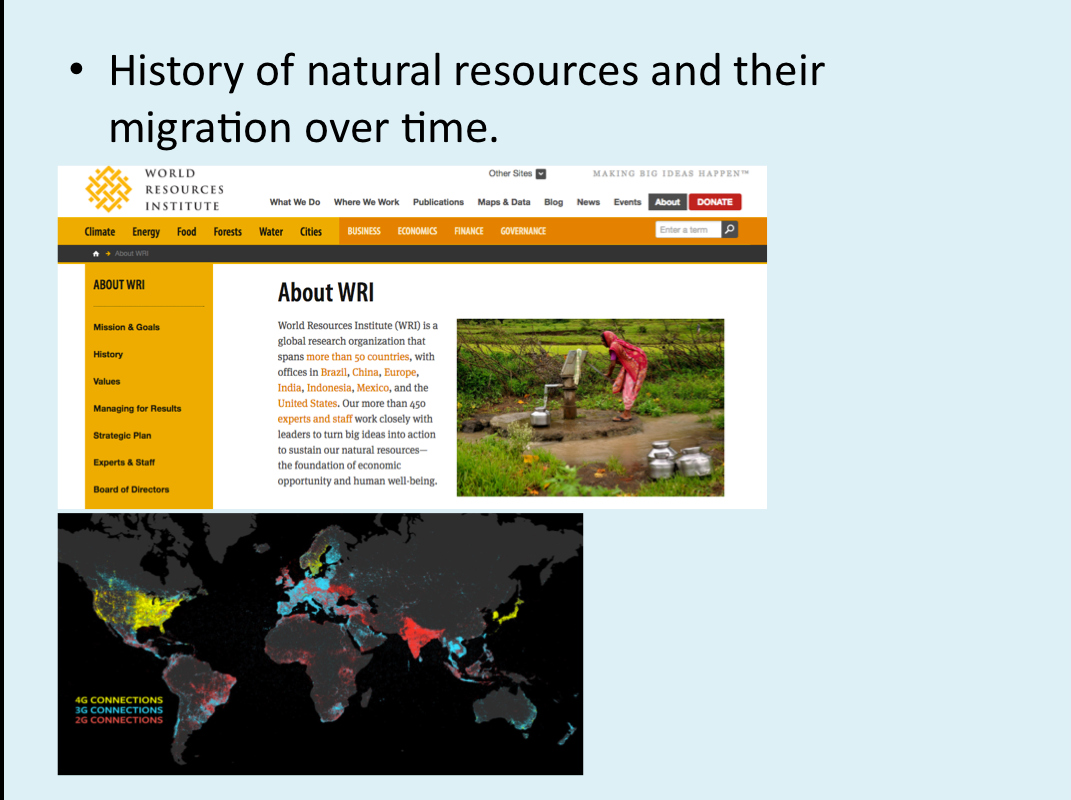 • History of natural resources and their
migration over time.
WORLD
RESOURCES
INSTITUTE
Other Sites
MAKING BIG IDEAS HAPPEN™
What We Do Where We Work Publications Maps & Data Blog News Events About DONATE
Climate Energy Food Forests Water Cities BUSINESS ECONOMICS FINANCE GOVERNANCE Enter a term
About WRI
ABOUT WRI
Mission & Goals
History
Values
Managing for Results
Strategic Plan
Experts & Staff
Board of Directors
About WRI
World Resources Institute (WRI) is a
global research organization that
spans more than 50 countries, with
offices in Brazil, China, Europe,
India, Indonesia, Mexico, and the
United States. Our more than 450
experts and staff work closely with
leaders to turn big ideas into action
to sustain our natural resources—
the foundation of economic
opportunity and human well-being.
4G CONNECTIONS
3G CONNECTIONS
2G CONNECTIONS